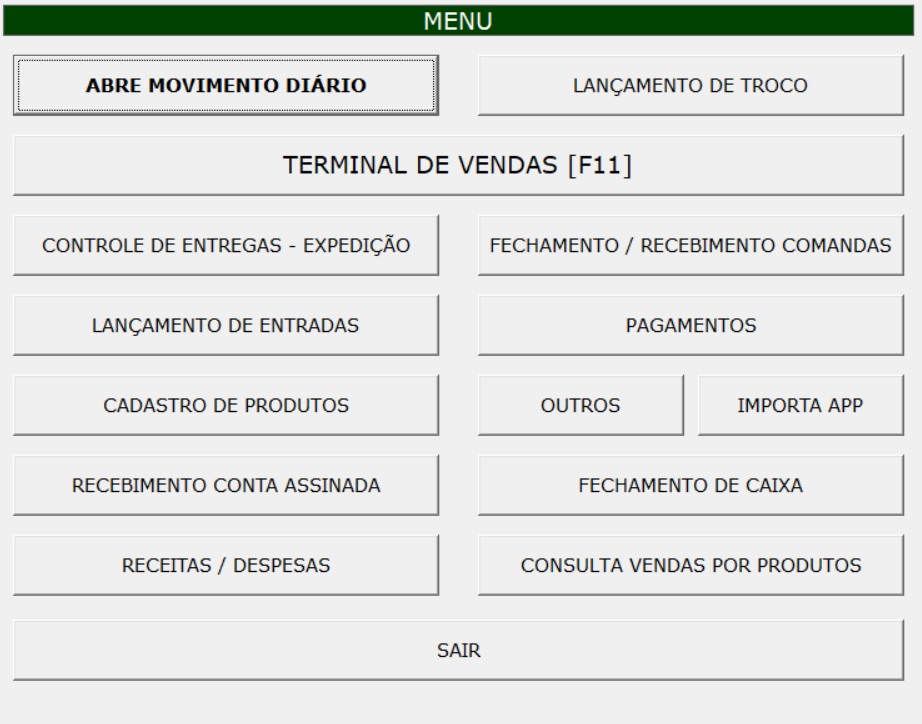 MENU
ABRE MOVIMENTO DIÁRIO
LANÇAMENTO DE TROCO
TERMINAL DE VENDAS [F11]
CONTROLE DE ENTREGAS - EXPEDIÇÃO
FECHAMENTO / RECEBIMENTO COMANDAS
LANÇAMENTO DE ENTRADAS
PAGAMENTOS
CADASTRO DE PRODUTOS
OUTROS
IMPORTA APP
RECEBIMENTO CONTA ASSINADA
FECHAMENTO DE CAIXA
RECEITAS / DESPESAS
CONSULTA VENDAS POR PRODUTOS
SAIR